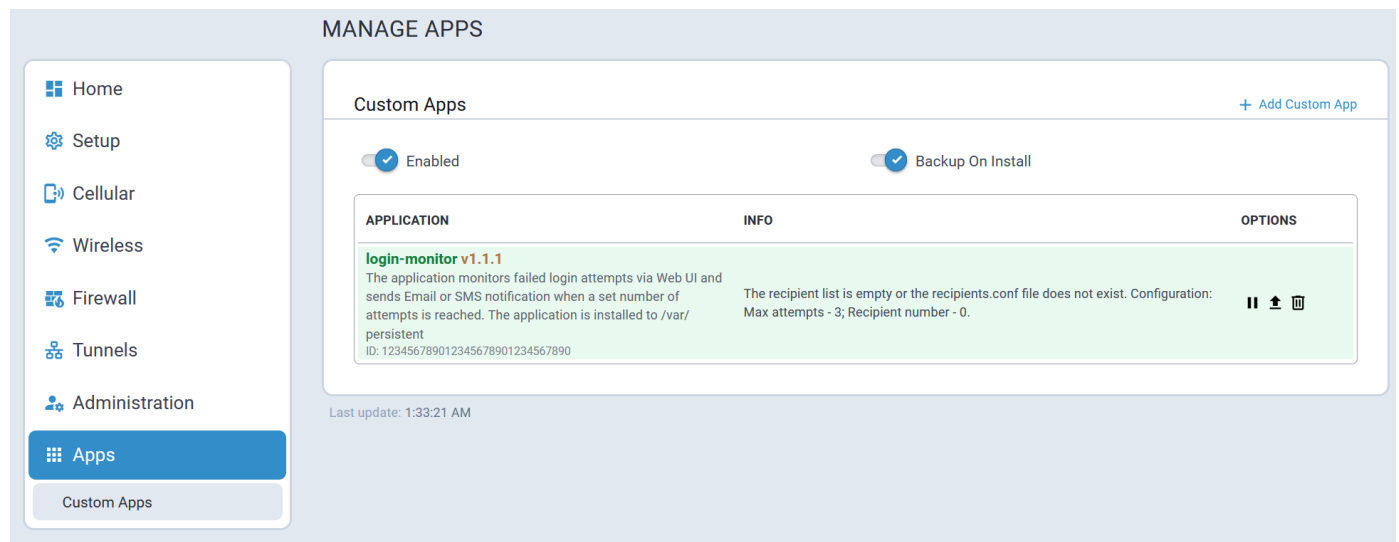 MANAGE APPS
Home
Setup
Cellular
Wireless
Firewall
Tunnels
Administration
Apps
Custom Apps
Custom Apps
+ Add Custom App
Enabled
Backup On Install
APPLICATION
INFO
OPTIONS
login-monitor v1.1.1
The application monitors failed login attempts via Web UI and
sends Email or SMS notification when a set number of
attempts is reached. The application is installed to /var/
persistent
ID: 123456789012345678901234567890
The recipient list is empty or the recipients.conf file does not exist. Configuration:
Max attempts - 3; Recipient number - 0.
Last update: 1:33:21 AM